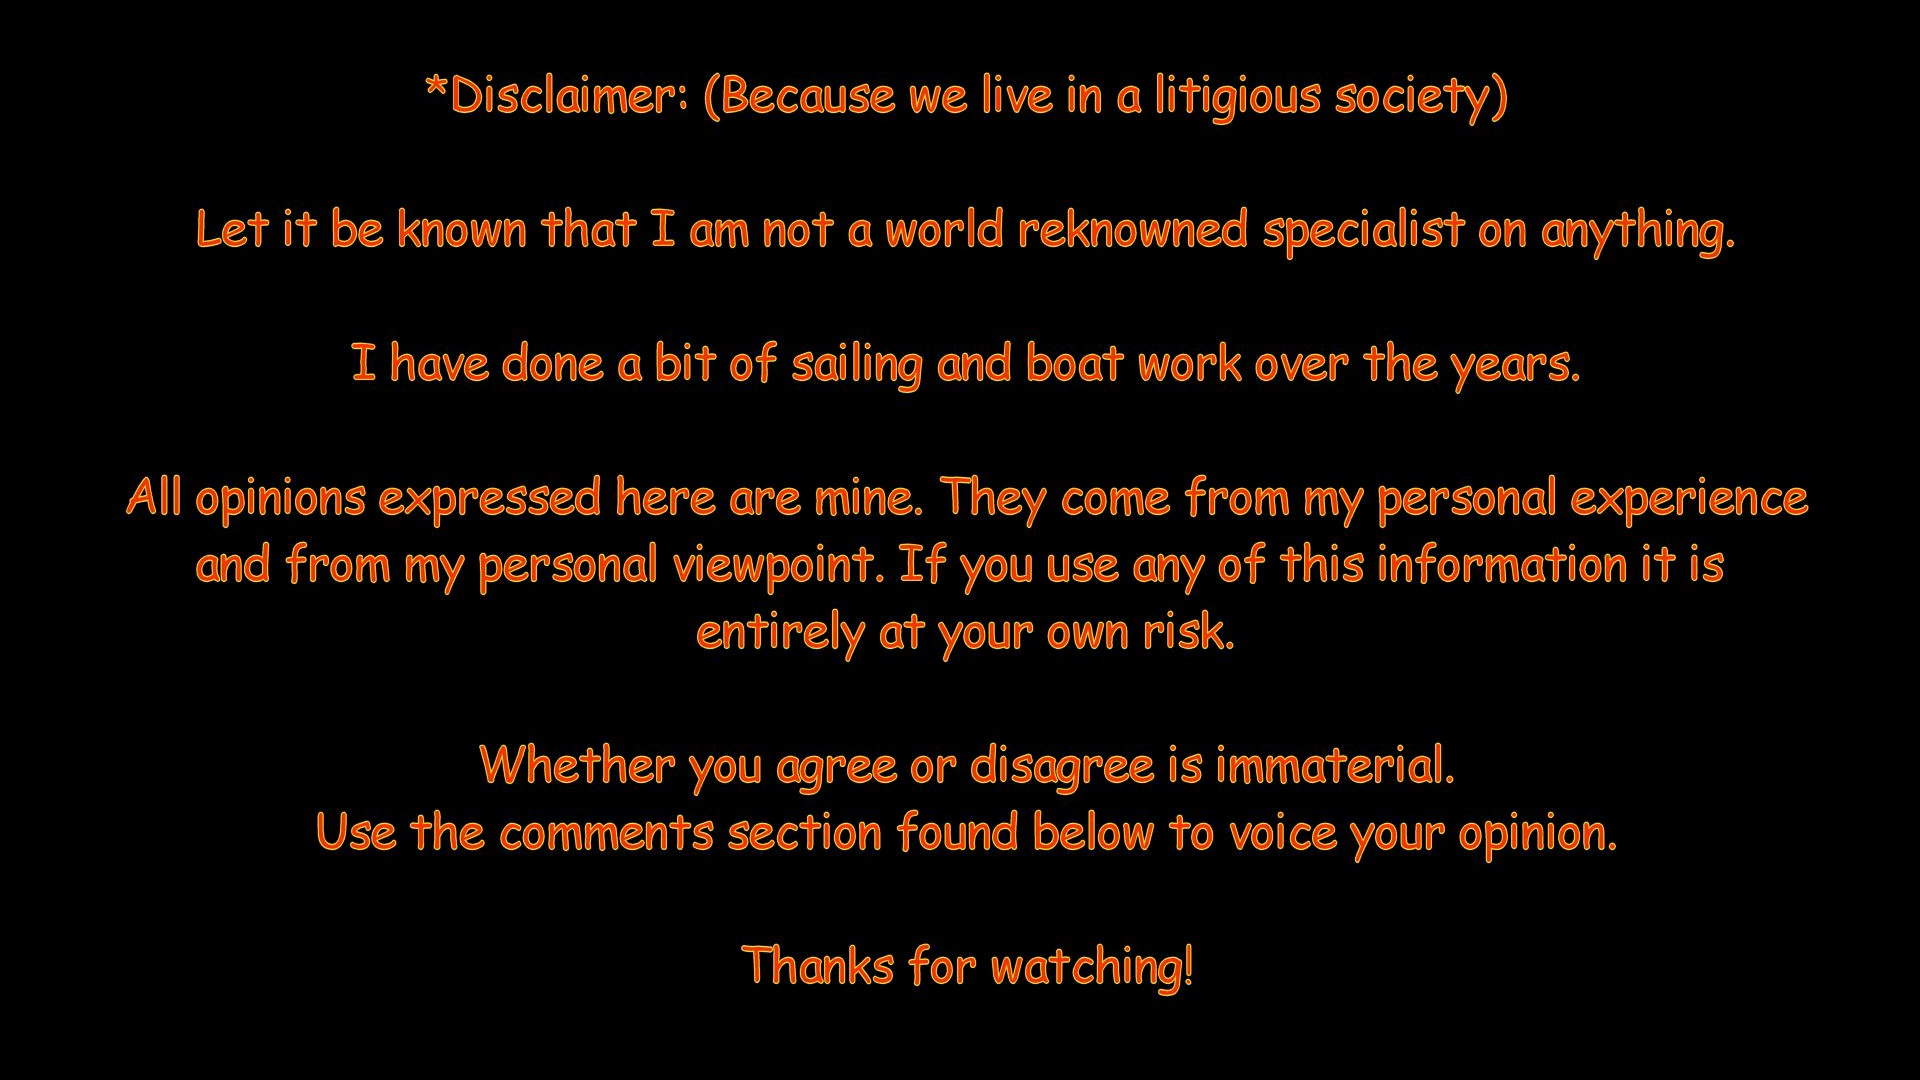 *Disclaimer: (Because we live in a litigious society)
Let it be known that I am not a world reknowned specialist on anything.
I have done a bit of sailing and boat work over the years.
All opinions expressed here are mine. They come from my personal experience
and from my personal viewpoint. If you use any of this information it is
entirely at your own risk.
Whether you agree or disagree is immaterial.
Use the comments section found below to voice your opinion.
Thanks for watching!